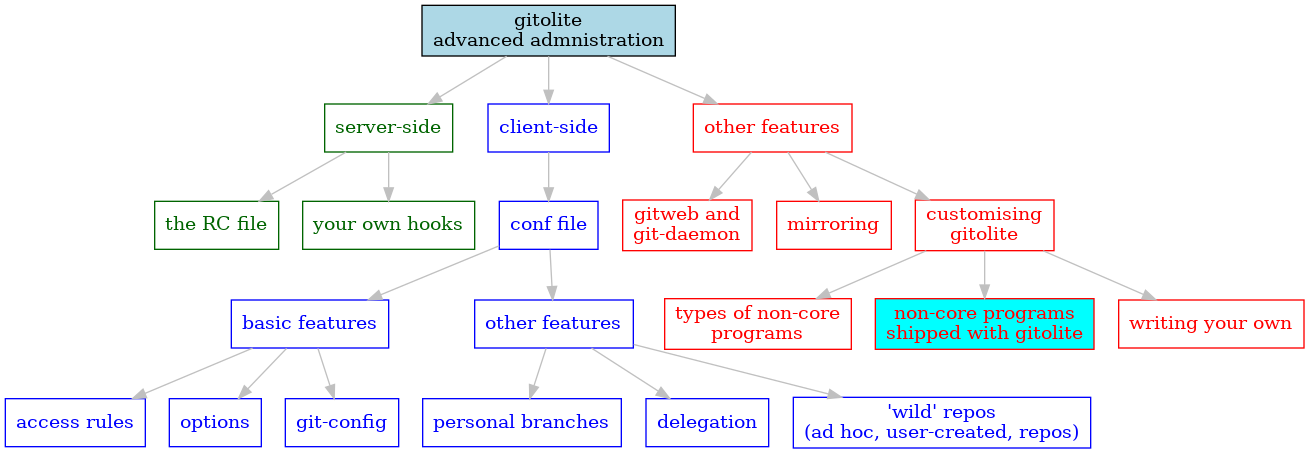 gitolite
advanced admnistration
server-side
client-side
other features
the RC file
your own hooks
conf file
gitweb and
git-daemon
mirroring
customising
gitolite
basic features
other features
types of non-core
programs
non-core programs
shipped with gitolite
writing your own
access rules
options
git-config
personal branches
delegation
'wild' repos
(ad hoc, user-created, repos)